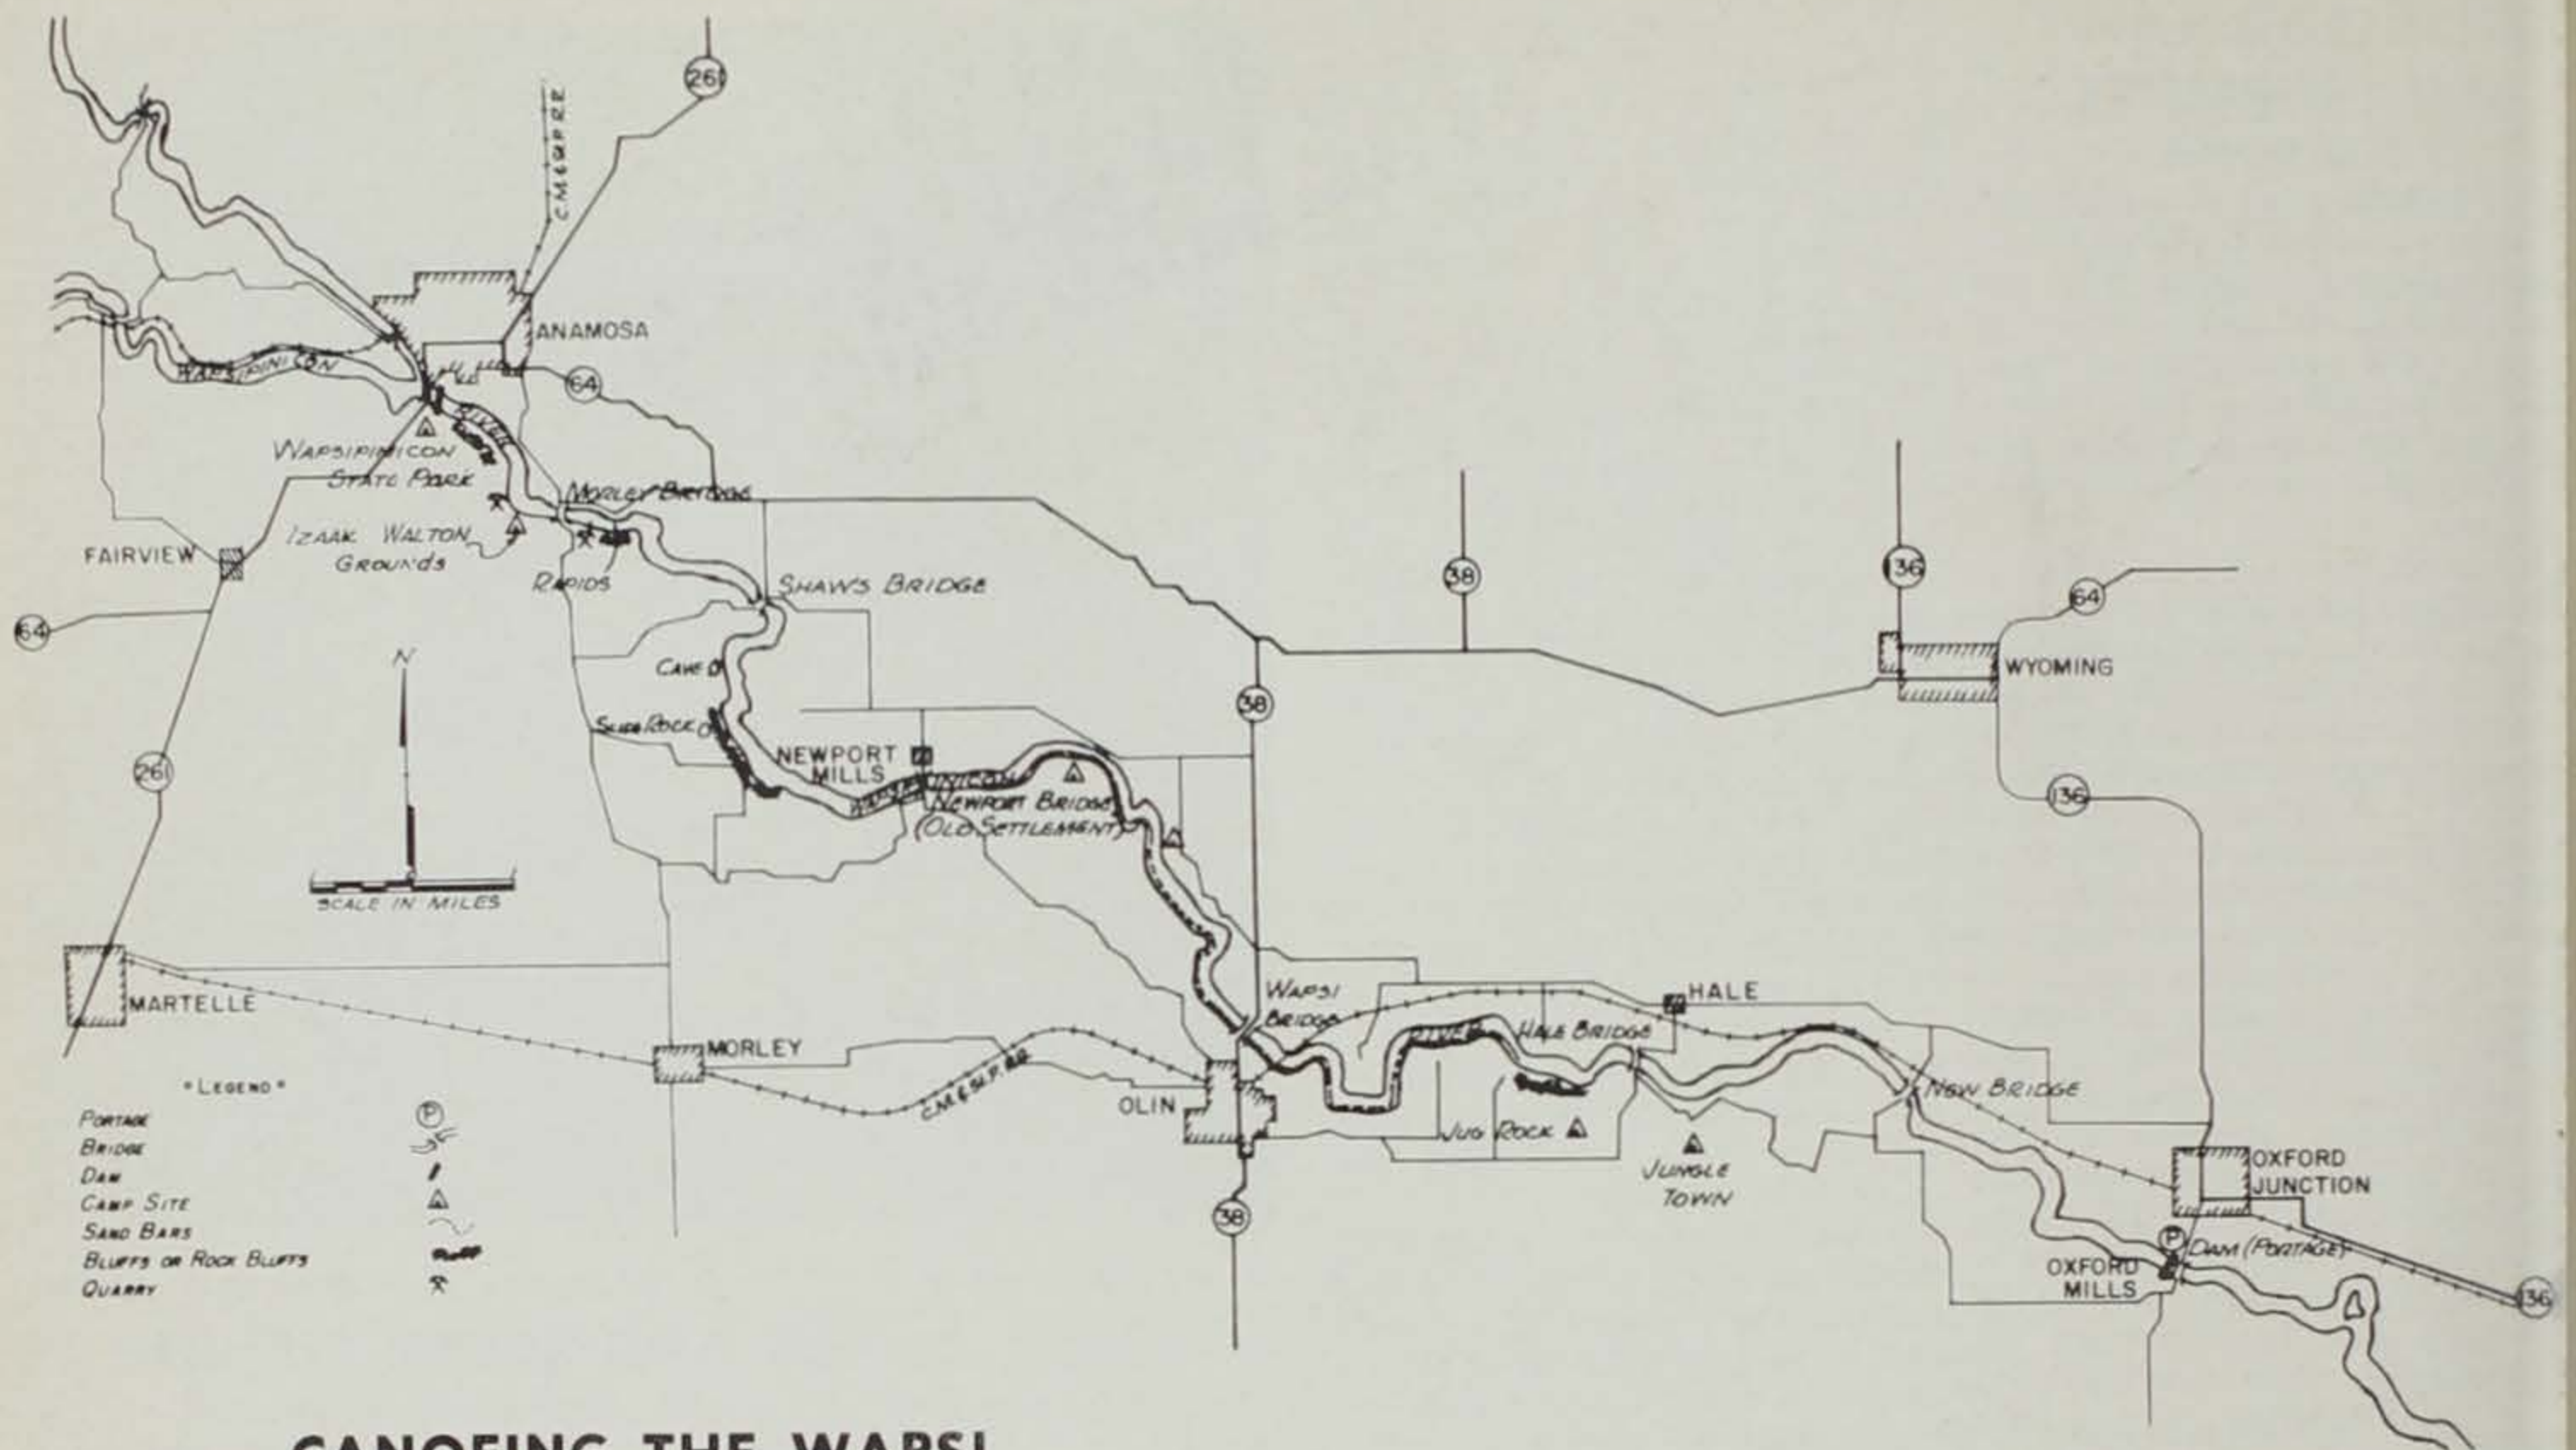 261
C.M.&ST.P. RR
ANAMOSA
64
WAPSIPINICON
RIVER
WAPSIPINICON
STATE PARK
MORLEY BRIDGE
IZAAK WALTON
GROUNDS
FAIRVIEW
RAPIDS
SHAWS BRIDGE
64
38
136
64
WYOMING
N
CAVE
38
SLIDE ROCK
NEWPORT
MILLS
261
136
WAPSIPINICON
NEWPORT BRIDGE
(OLD SETTLEMENT)
SCALE IN MILES
MARTELLE
WAPSI
BRIDGE
HALE
RIVER
HALE BRIDGE
MORLEY
C.M.&ST.P. RR
OLIN
NEW BRIDGE
JUG ROCK
JUNGLE
TOWN
OXFORD
JUNCTION
38
P
DAM (PORTAGE)
OXFORD
MILLS
136
• LEGEND •
PORTAGE P
BRIDGE
DAM
CAMP SITE
SAND BARS
BLUFFS OR ROCK BLUFFS
QUARRY
CANOEING THE WAPSI